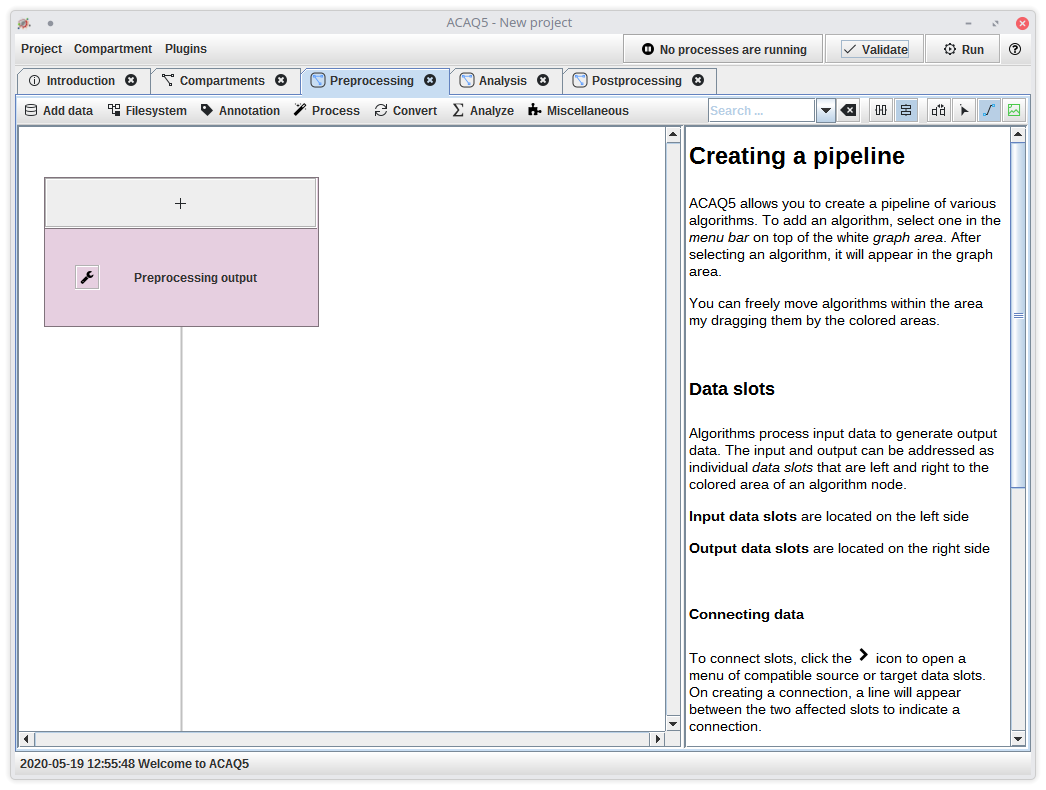 ACAQ5 - New project
Project Compartment Plugins No processes are running Validate Run
Introduction Compartments Preprocessing Analysis Postprocessing
Add data Filesystem Annotation Process Convert Analyze Miscellaneous Search ...
Preprocessing output
Creating a pipeline
ACAQ5 allows you to create a pipeline of various
algorithms. To add an algorithm, select one in the
menu bar on top of the white graph area. After
selecting an algorithm, it will appear in the graph
area.
You can freely move algorithms within the area
my dragging them by the colored areas.
Data slots
Algorithms process input data to generate output
data. The input and output can be addressed as
individual data slots that are left and right to the
colored area of an algorithm node.
Input data slots are located on the left side
Output data slots are located on the right side
Connecting data
To connect slots, click the icon to open a
menu of compatible source or target data slots.
On creating a connection, a line will appear
between the two affected slots to indicate a
connection.
2020-05-19 12:55:48 Welcome to ACAQ5